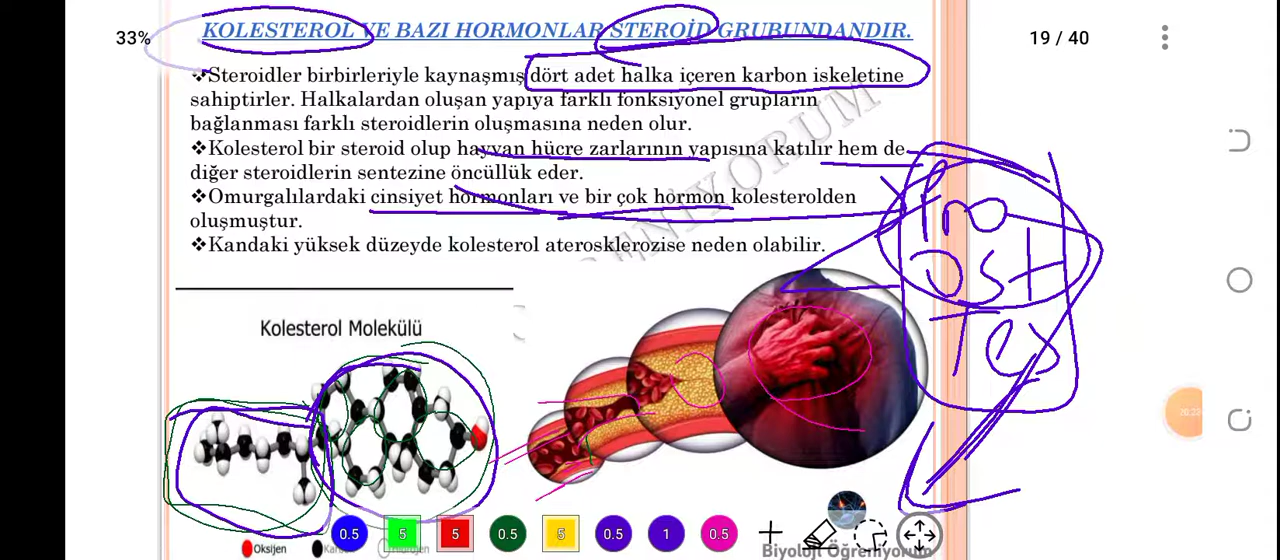 33%
KOLESTEROL VE BAZI HORMONLAR STEROİD GRUBUNDANDIR.
19 / 40
❖Steroidler birbirleriyle kaynaşmış dört adet halka içeren karbon iskeletine
sahiptirler. Halkalardan oluşan yapıya farklı fonksiyonel grupların
bağlanması farklı steroidlerin oluşmasına neden olur.
❖Kolesterol bir steroid olup hayvan hücre zarlarının yapısına katılır hem de
diğer steroidlerin sentezine öncüllük eder.
❖Omurgalılardaki cinsiyet hormonları ve bir çok hormon kolesterolden
oluşmuştur.
❖Kandaki yüksek düzeyde kolesterol aterosklerozise neden olabilir.
Pro
öst
Tes
Kolesterol Molekülü
0.5 5 5 0.5 5 0.5 1 0.5
Oksijen
Biyoloji Öğreniyorum
20:23